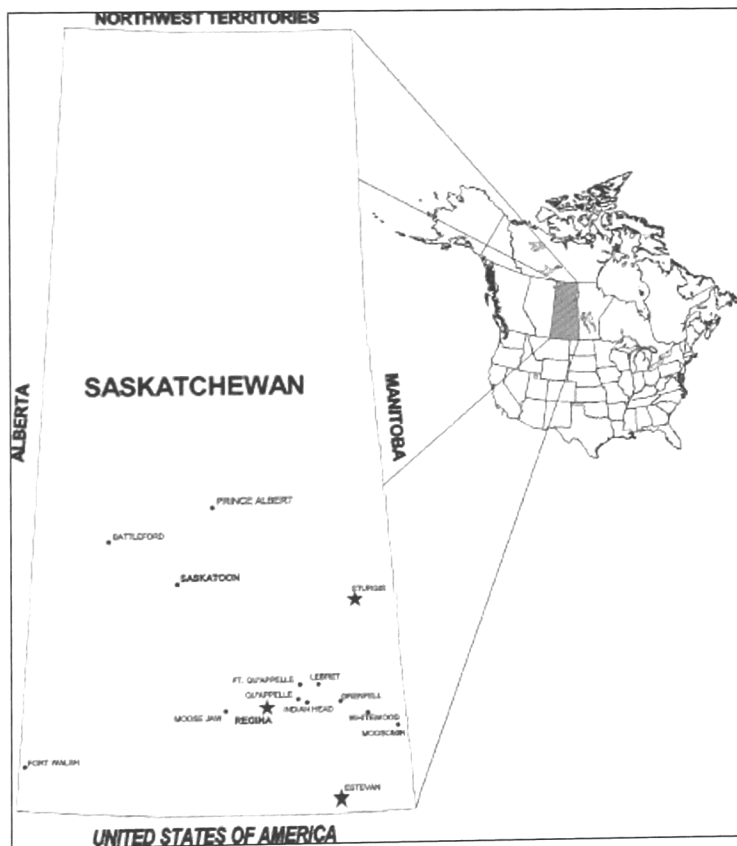 NORTHWEST TERRITORIES
SASKATCHEWAN
ALBERTA
MANITOBA
PRINCE ALBERT
BATTLEFORD
SASKATOON
STURGIS
FT. QU'APPELLE
LEBRET
QU'APPELLE
GRENFELL
INDIAN HEAD
MOOSE JAW
REGINA
WHITEWOOD
MOOSOMIN
FORT WALSH
ESTEVAN
UNITED STATES OF AMERICA